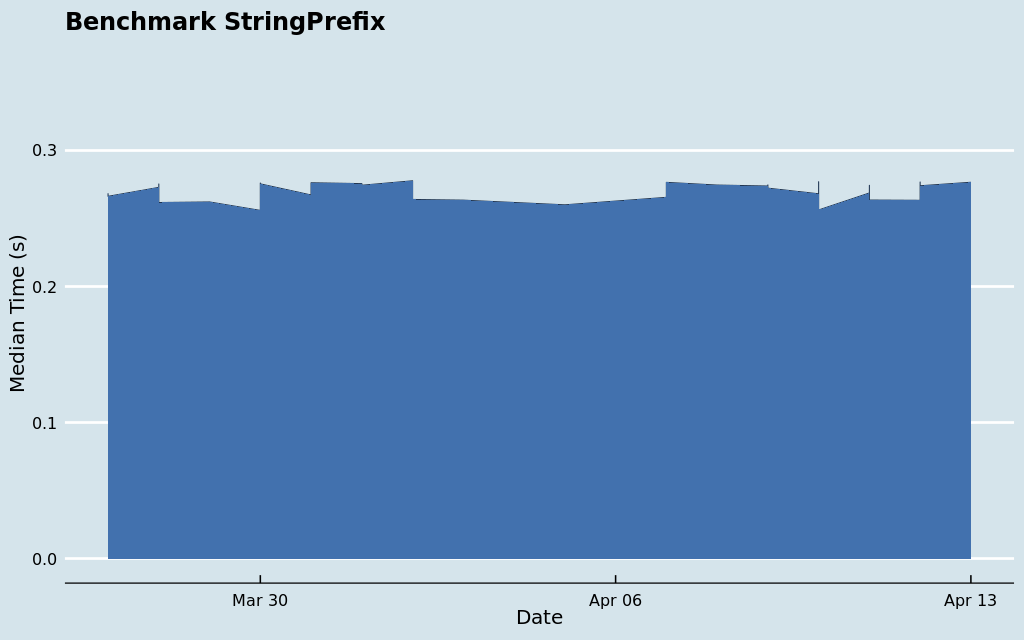 Benchmark StringPrefix
Median Time (s)
0.3
0.2
0.1
0.0
Mar 30
Apr 06
Apr 13
Date